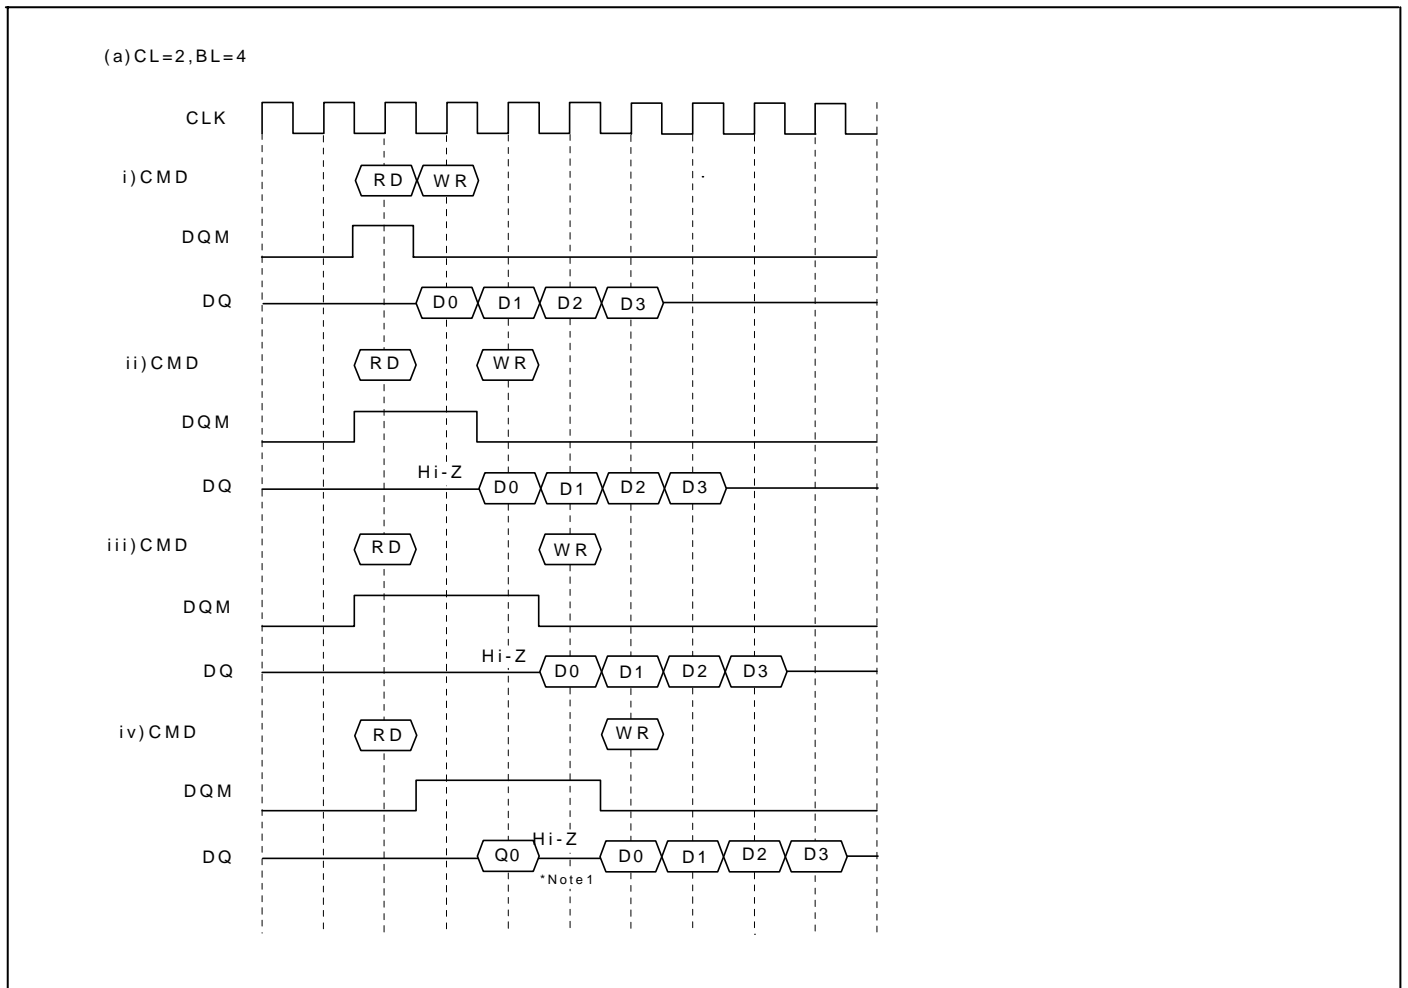 (a)CL=2,BL=4
CLK
i)CMD RD WR
DQM
DQ D0 D1 D2 D3
ii)CMD RD WR
DQM
Hi-Z
DQ D0 D1 D2 D3
iii)CMD RD WR
DQM
Hi-Z
DQ D0 D1 D2 D3
iv)CMD RD WR
DQM
Hi-Z
DQ Q0 D0 D1 D2 D3
*Note1